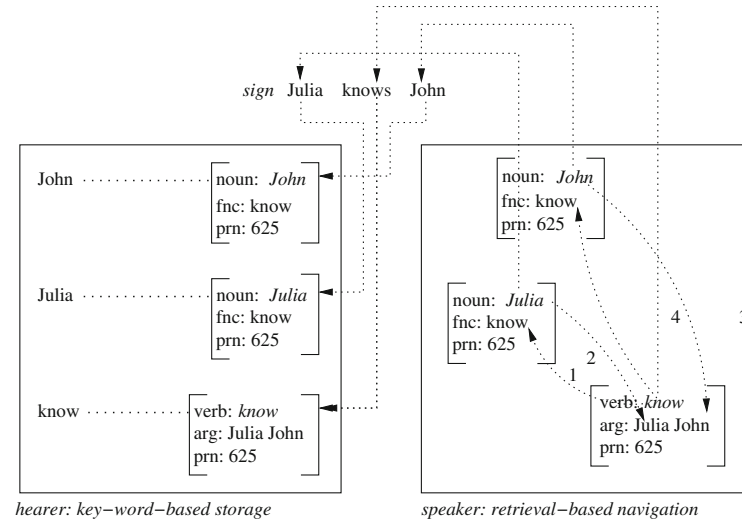 sign Julia knows John
John
noun: John
fnc: know
prn: 625
Julia
noun: Julia
fnc: know
prn: 625
know
verb: know
arg: Julia John
prn: 625
hearer: key−word−based storage
noun: John
fnc: know
prn: 625
noun: Julia
fnc: know
prn: 625
4
3
2
1
verb: know
arg: Julia John
prn: 625
speaker: retrieval−based navigation